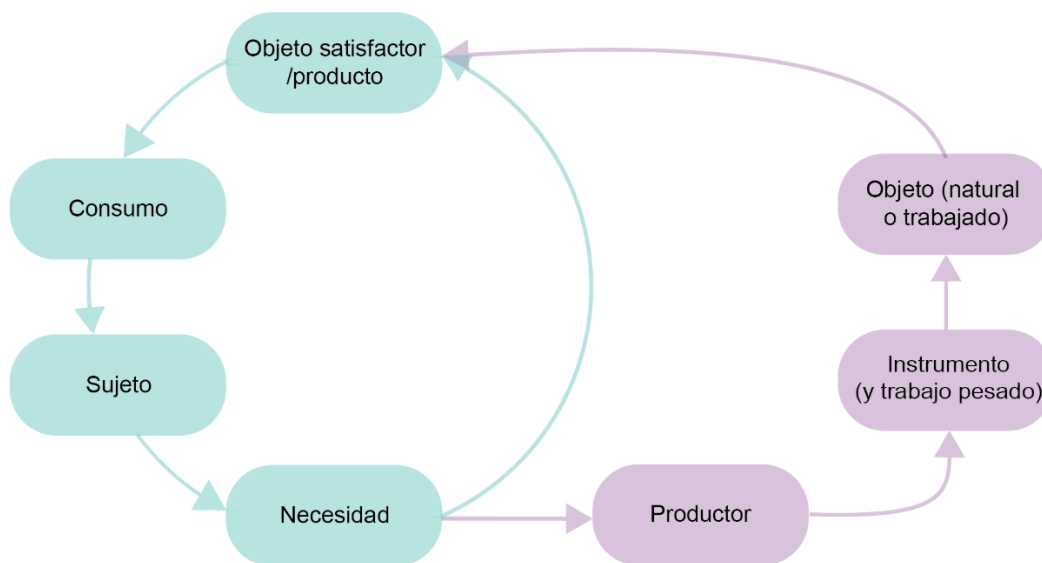 Objeto satisfactor
/producto
Consumo
Objeto (natural
o trabajado)
Sujeto
Instrumento
(y trabajo pesado)
Necesidad
Productor